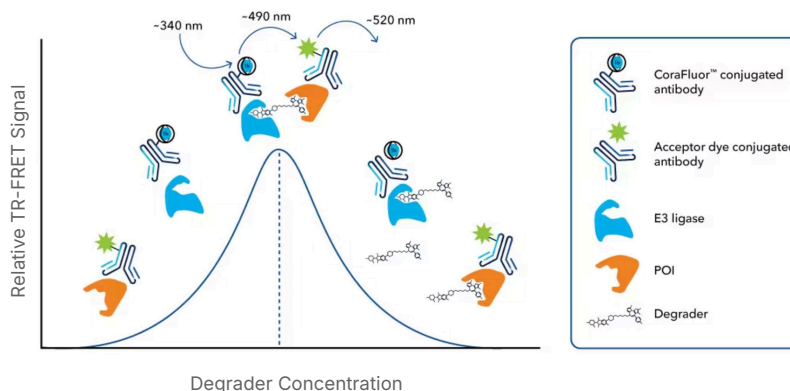 ~340 nm
~490 nm
~520 nm
Relative TR-FRET Signal
Degrader Concentration
CoraFluor™ conjugated
antibody
Acceptor dye conjugated
antibody
E3 ligase
POI
Degrader